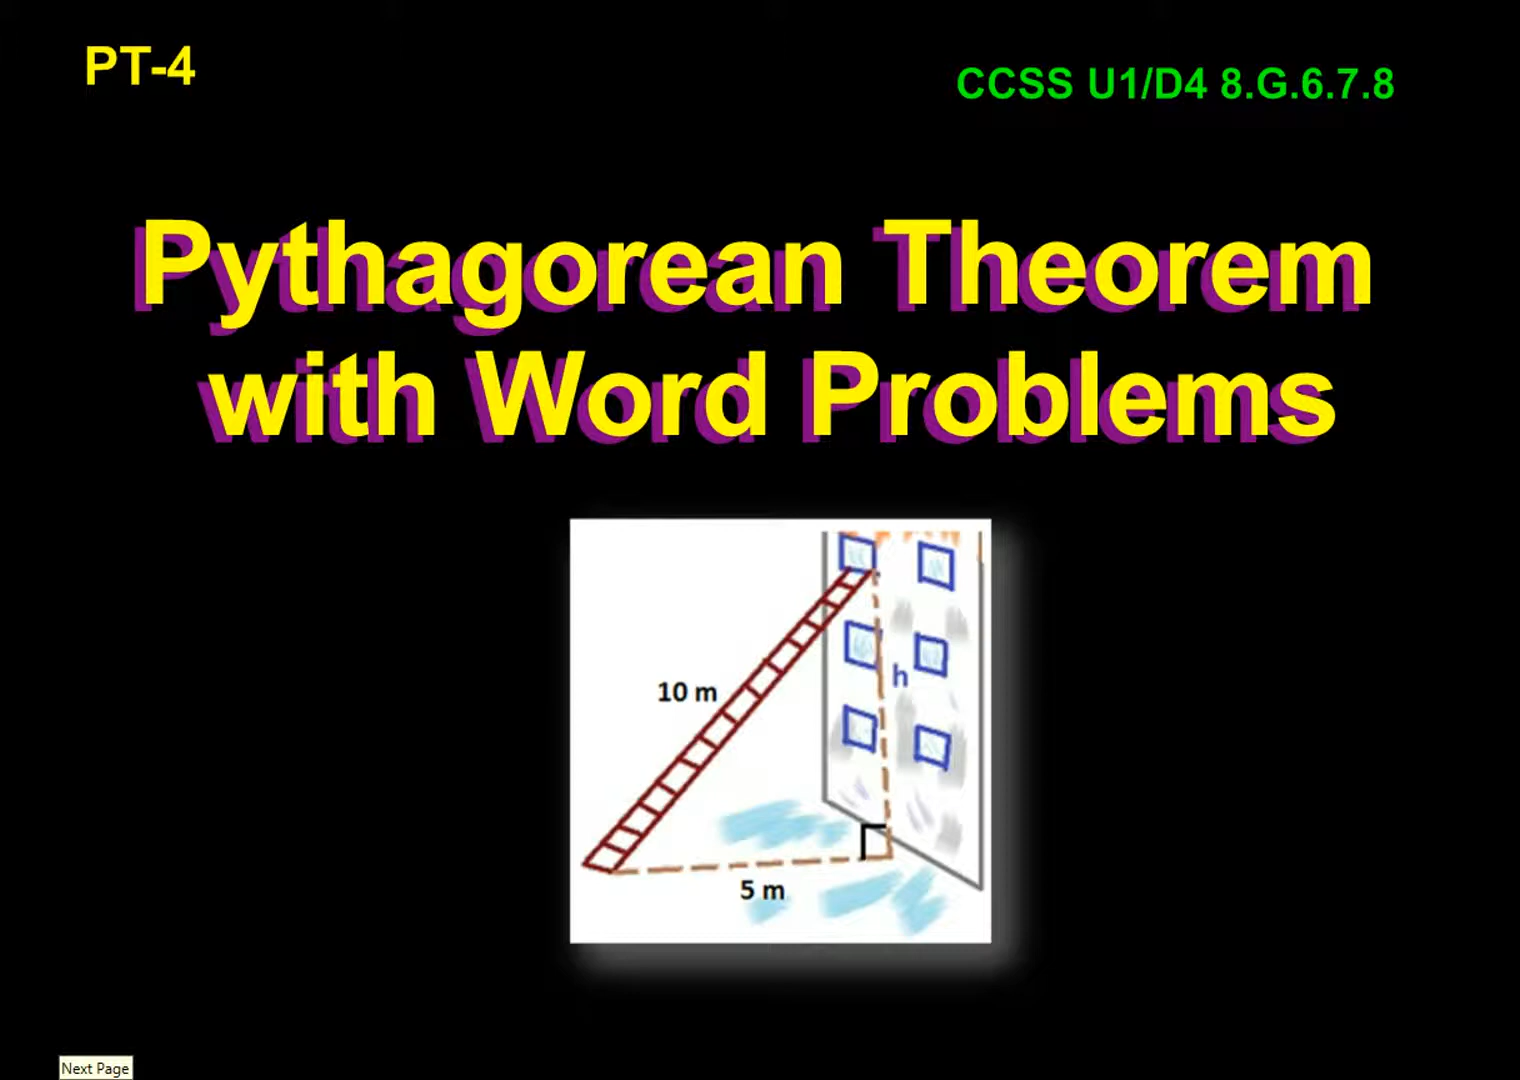 PT-4
CCSS U1/D4 8.G.6.7.8
Pythagorean Theorem
with Word Problems
10 m
h
5 m
Next Page